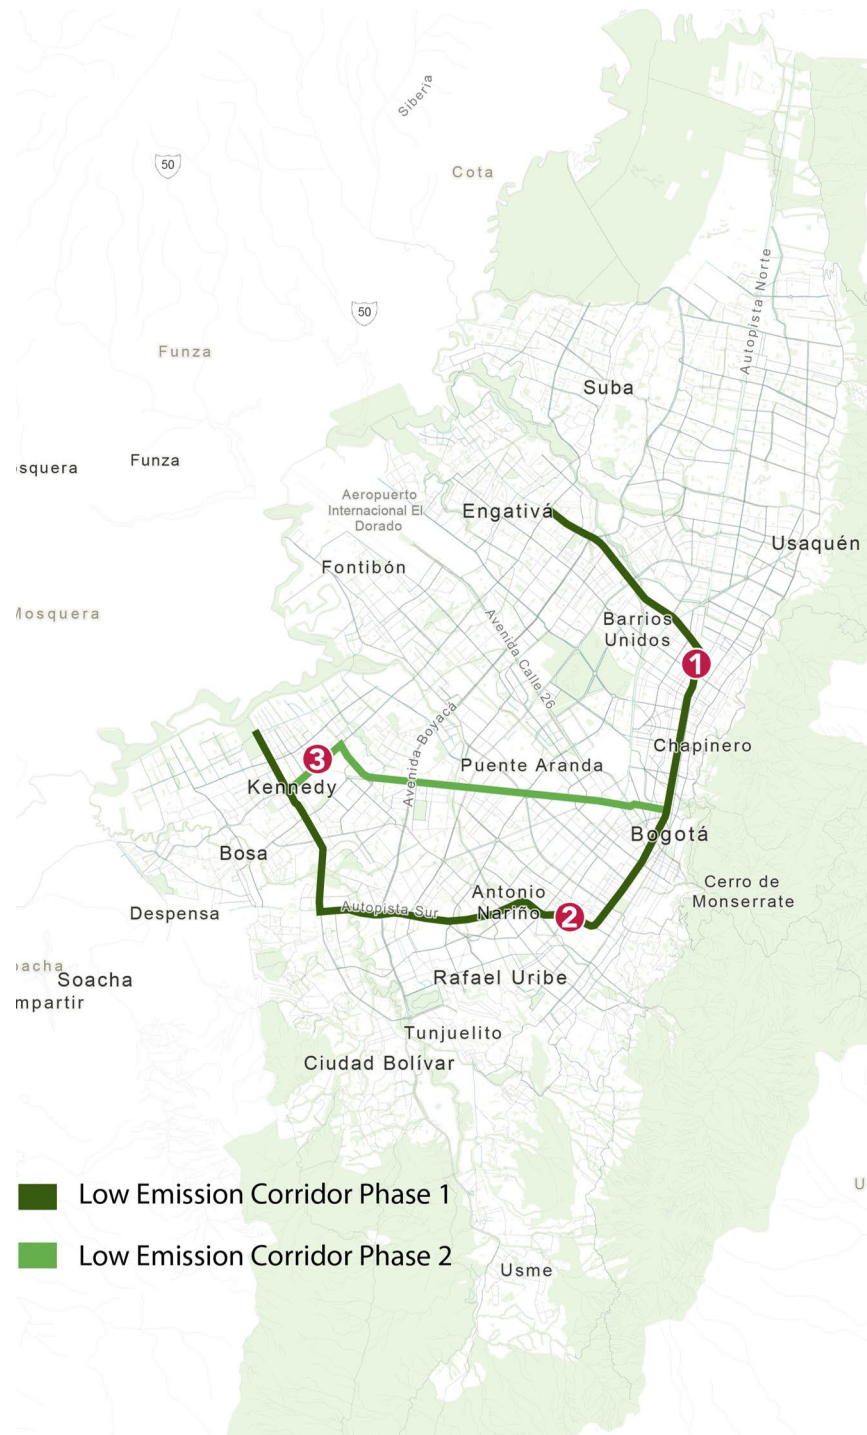 Siberia
50
Cota
50
Autopista Norte
Funza
Suba
Funza
osquera
Aeropuerto
Internacional El
Dorado
Engativá
Usaquén
Fontibón
Mosquera
Barrios
Unidos
Avenida Calle 26
1
Avenida Boyacá
Chapinero
3
Puente Aranda
Kennedy
Bogotá
Bosa
Cerro de
Monserrate
Antonio
Nariño
Autopista Sur
2
Despensa
oacha
Soacha
mpartir
Rafael Uribe
Tunjuelito
Ciudad Bolívar
U
Low Emission Corridor Phase 1
Low Emission Corridor Phase 2
Usme